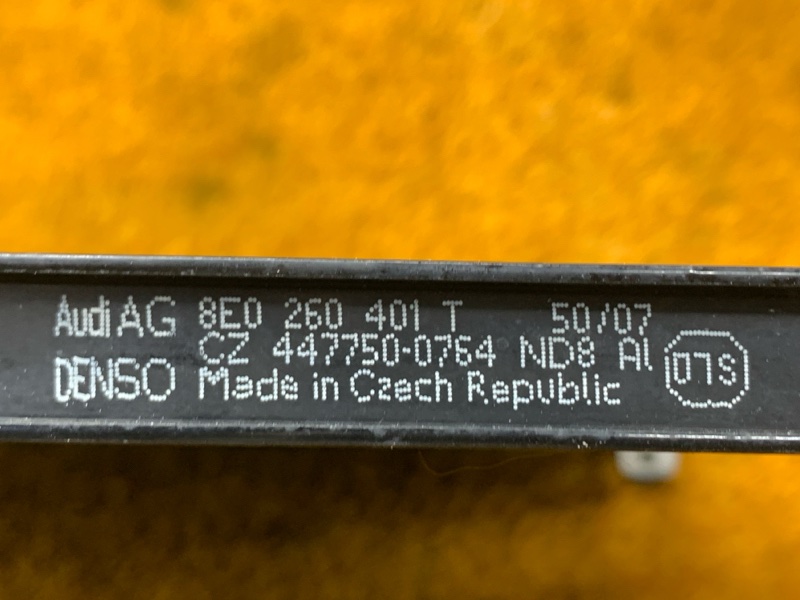 Audi AG 8E0 260 401 T 50/07
CZ 447750-0764 ND8 Al
DENSO Made in Czech Republic
07S